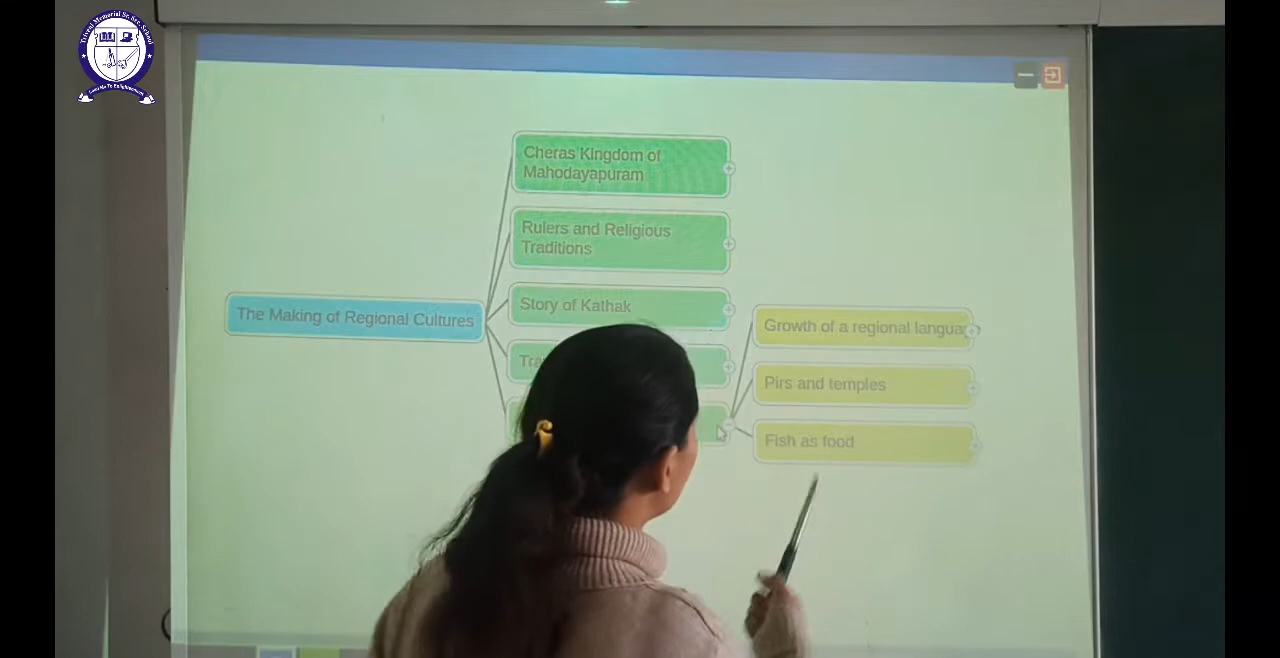 Cheras Kingdom of
Mahodayapuram
Rulers and Religious
Traditions
The Making of Regional Cultures
Story of Kathak
Growth of a regional
Pirs and temples
Fish as food